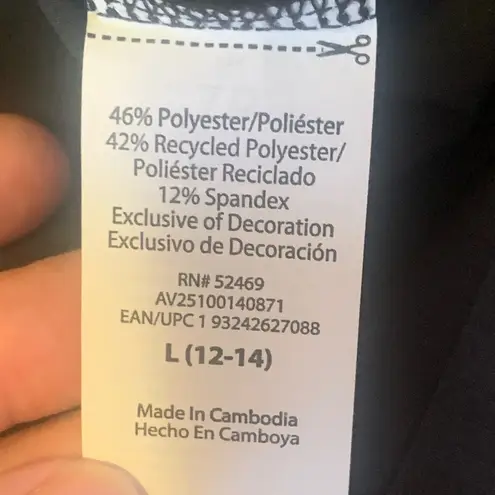 46% Polyester/Poliéster
42% Recycled Polyester/
Poliéster Reciclado
12% Spandex
Exclusive of Decoration
Exclusivo de Decoración
RN# 52469
AV25100140871
EAN/UPC 1 93242627088
L (12-14)
Made In Cambodia
Hecho En Camboya